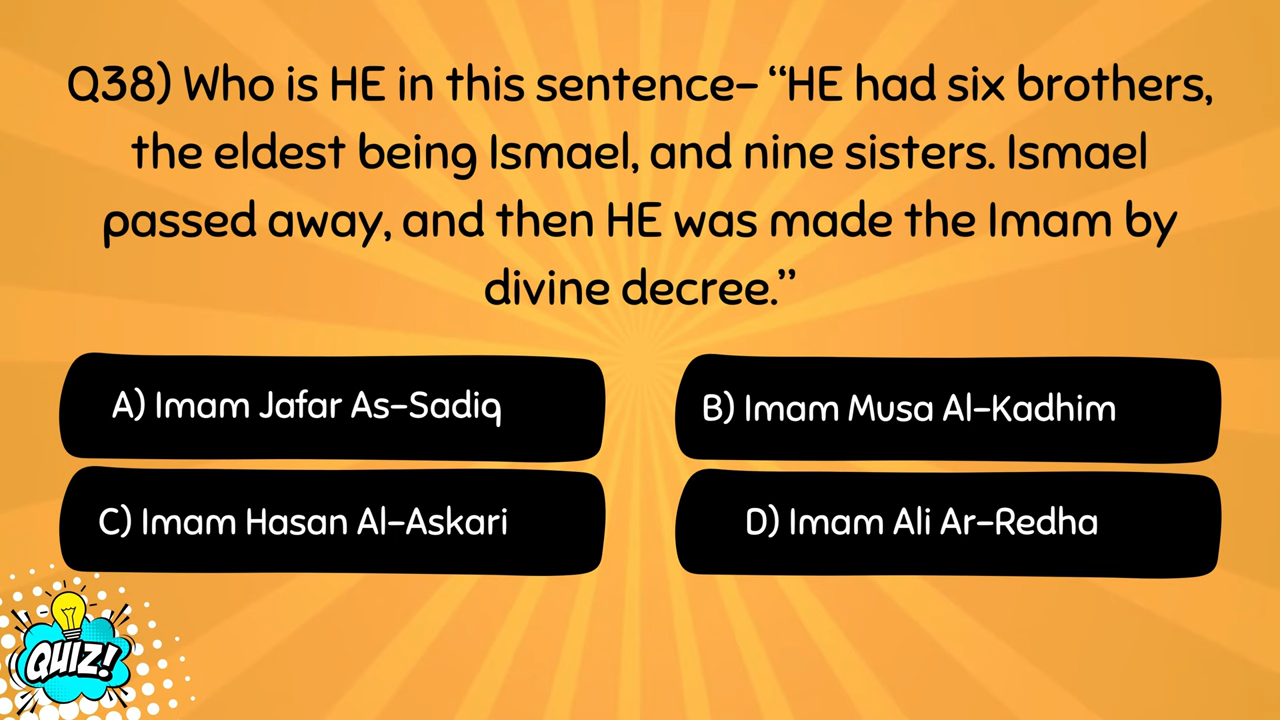 Q38) Who is HE in this sentence- “HE had six brothers,
the eldest being Ismael, and nine sisters. Ismael
passed away, and then HE was made the Imam by
divine decree.”
A) Imam Jafar As-Sadiq
B) Imam Musa Al-Kadhim
C) Imam Hasan Al-Askari
D) Imam Ali Ar-Redha
QUIZ!